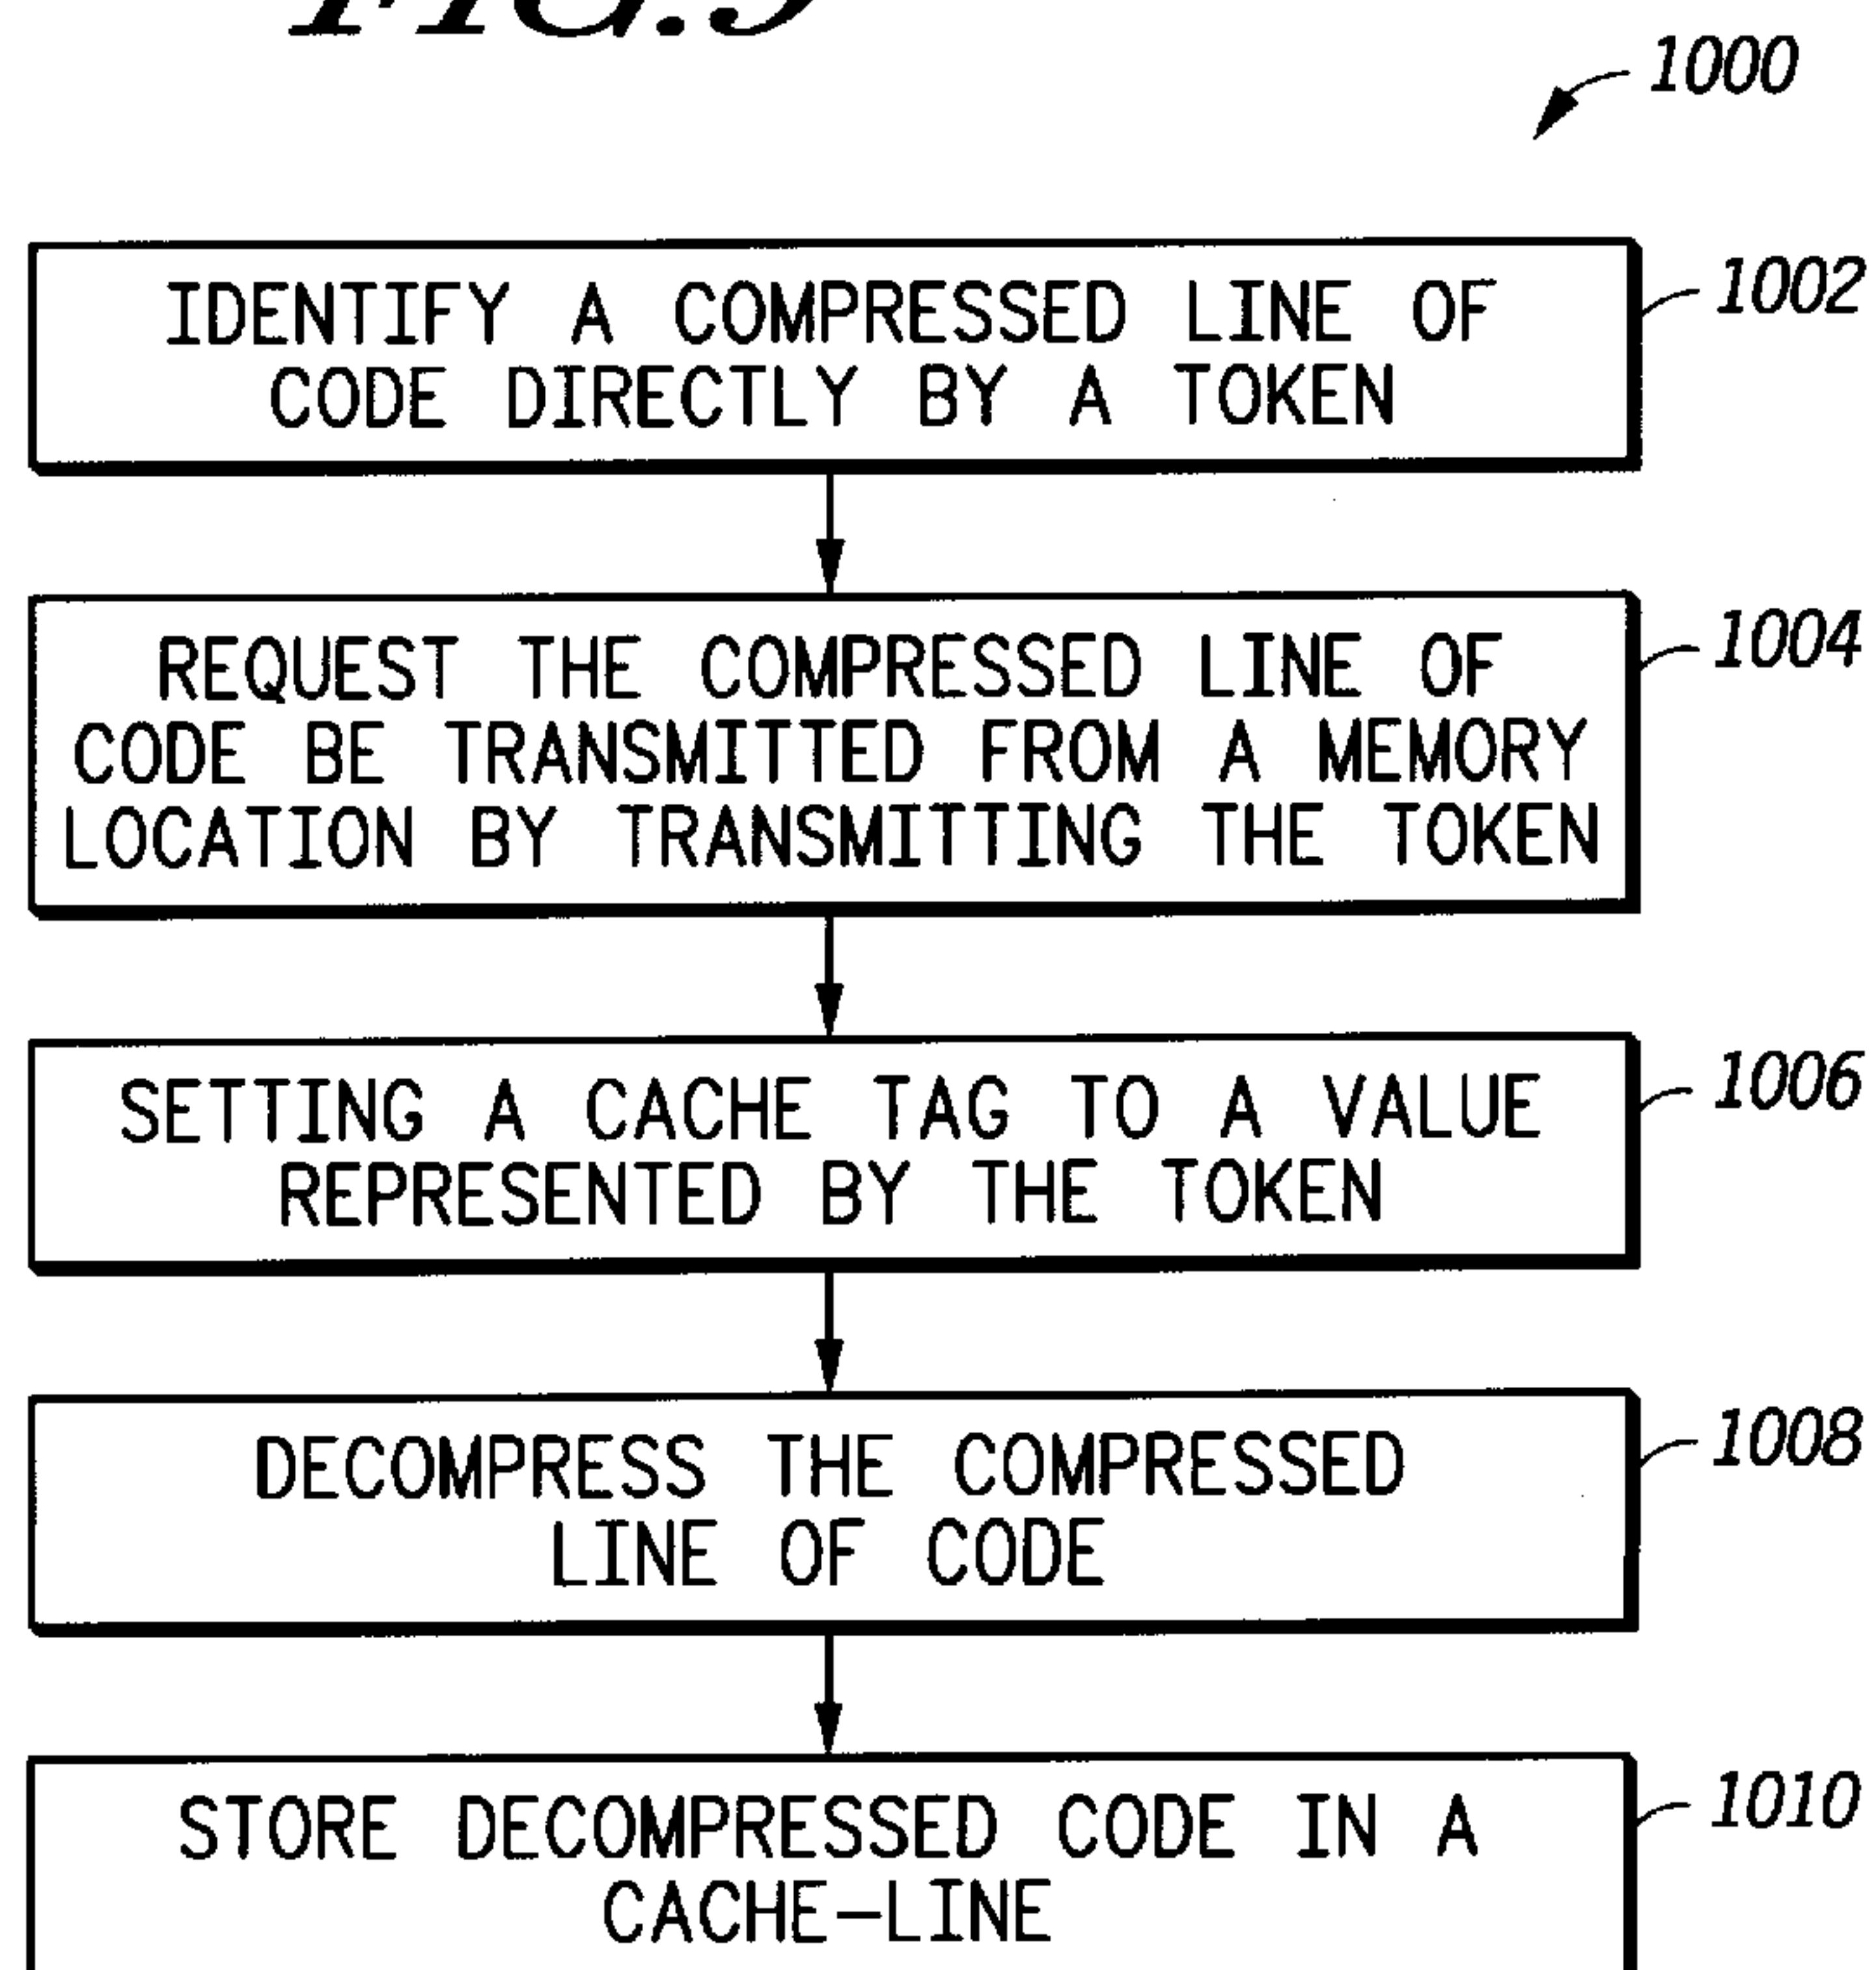 1000
IDENTIFY A COMPRESSED LINE OF
CODE DIRECTLY BY A TOKEN
1002
REQUEST THE COMPRESSED LINE OF
CODE BE TRANSMITTED FROM A MEMORY
LOCATION BY TRANSMITTING THE TOKEN
1004
SETTING A CACHE TAG TO A VALUE
REPRESENTED BY THE TOKEN
1006
DECOMPRESS THE COMPRESSED
LINE OF CODE
1008
STORE DECOMPRESSED CODE IN A
CACHE-LINE
1010